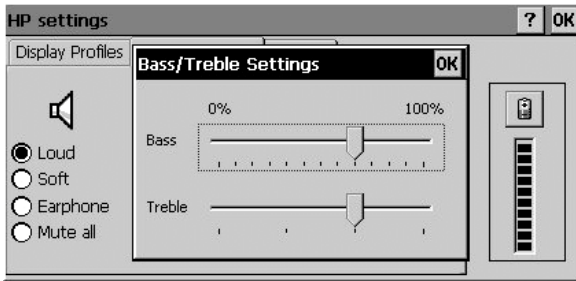 HP settings ? OK
Display Profiles
Bass/Treble Settings OK
0% 100%
Bass
Treble
Loud
Soft
Earphone
Mute all